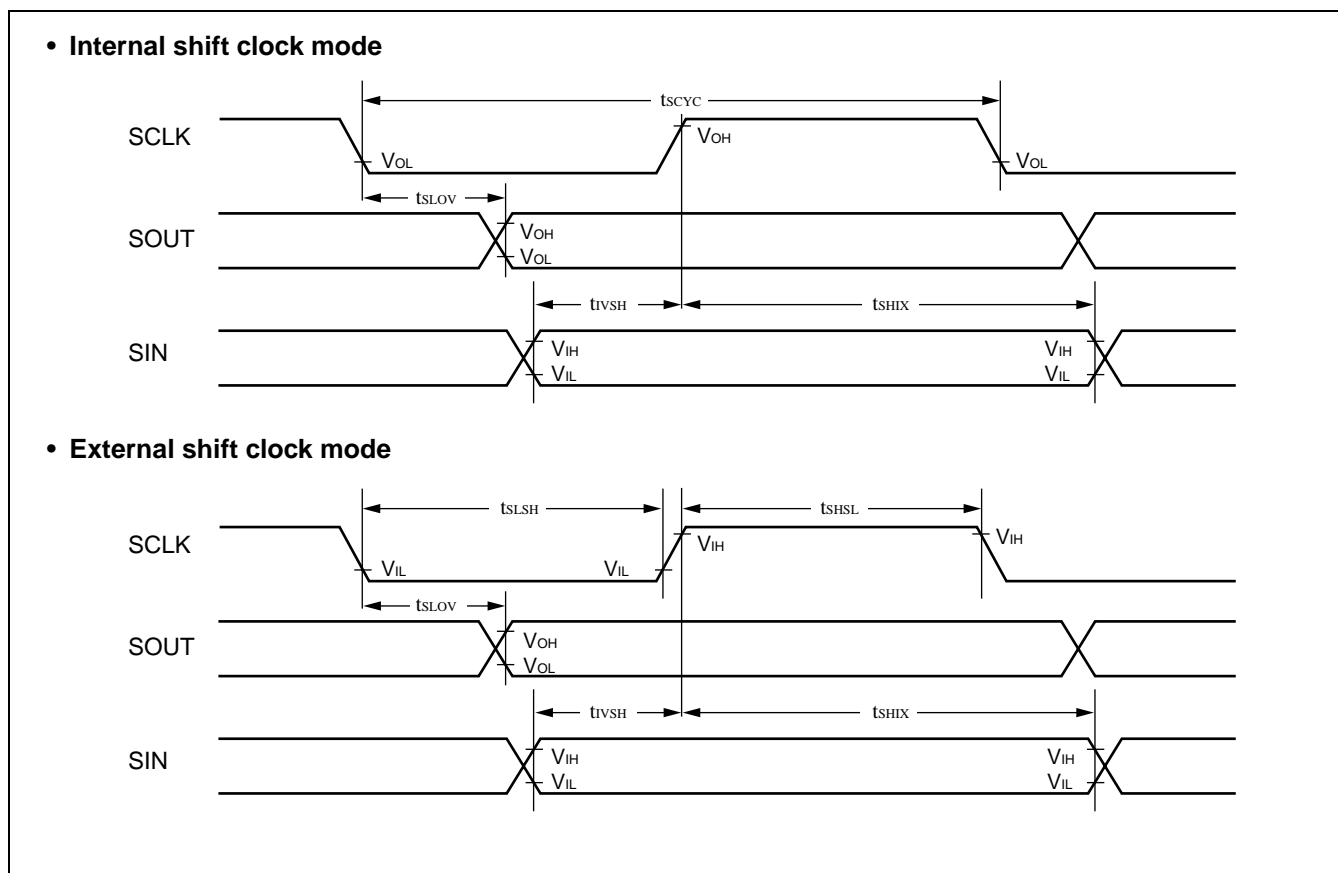 • Internal shift clock mode
tSCYC
SCLK
VOL
VOH
VOL
tSLOV
SOUT
VOH
VOL
tIVSH
tSHIX
SIN
VIH
VIL
VIH
VIL
• External shift clock mode
tSLSH
tSHSL
SCLK
VIL
VIL
VIH
VIH
tSLOV
SOUT
VOH
VOL
tIVSH
tSHIX
SIN
VIH
VIL
VIH
VIL